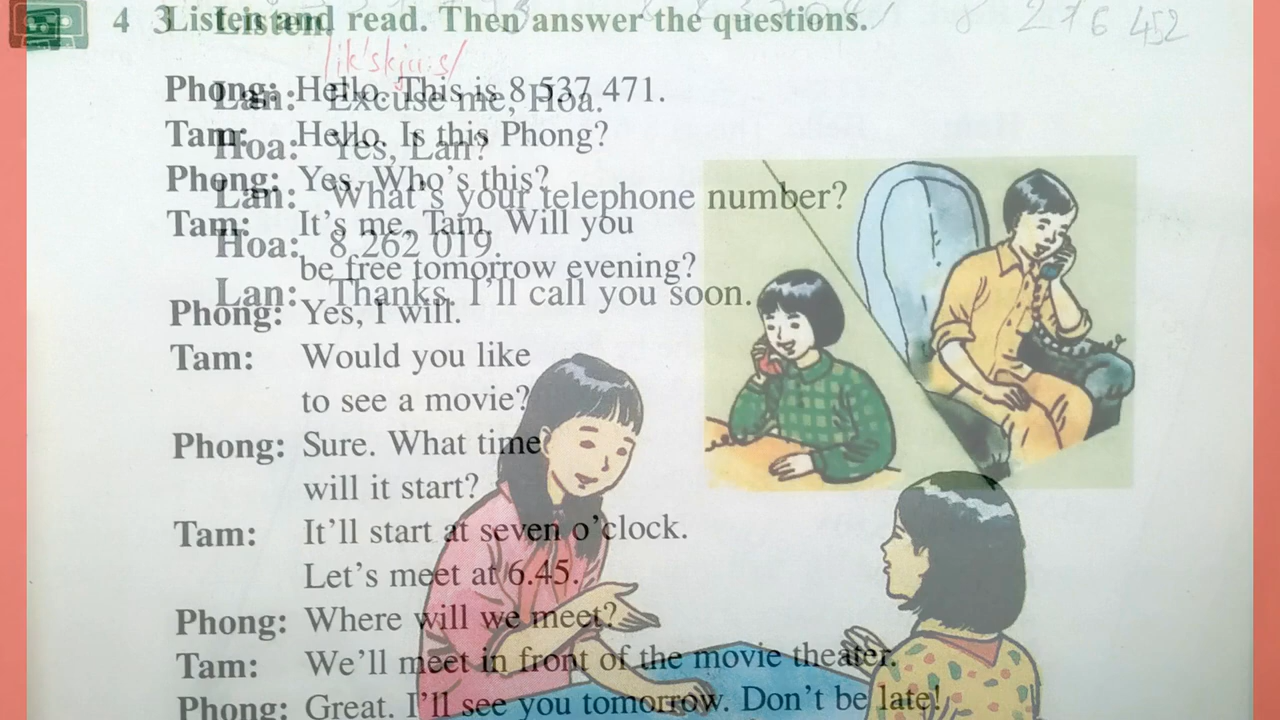 4 Listen and read. Then answer the questions.
Phong: Hello. This is 8 537 471.
Tam: Hello. Is this Phong?
Phong: Yes. Who's this?
Tam: It's me, Tam. Will you
be free tomorrow evening?
Phong: Yes, I will.
Tam: Would you like
to see a movie?
Phong: Sure. What time
will it start?
Tam: It'll start at seven o'clock.
Let's meet at 6.45.
Phong: Where will we meet?
Tam: We'll meet in front of the movie theater.
Phong: Great. I'll see you tomorrow. Don't be late!
3 Listen.
8 276 452
/ik'skju:s/
Lan: Excuse me, Hoa.
Hoa: Yes, Lan?
Lan: What's your telephone number?
Hoa: 8 262 019.
Lan: Thanks. I'll call you soon.